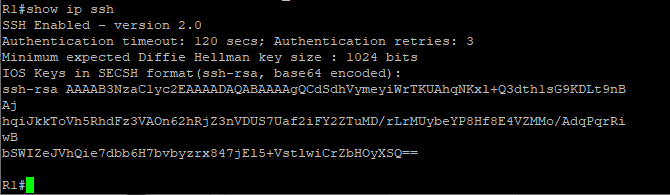 R1#show ip ssh
SSH Enabled - version 2.0
Authentication timeout: 120 secs; Authentication retries: 3
Minimum expected Diffie Hellman key size : 1024 bits
IOS Keys in SECSH format(ssh-rsa, base64 encoded):
ssh-rsa AAAAB3NzaC1yc2EAAAADAQABAAAAgQCdSdhVymeyiWrTKUAhqNKxl+Q3dth1sG9KDLt9nB
Aj
hqiJkkToVh5RhdFz3VAOn62hRjZ3nVDUS7Uaf2iFY2ZTuMD/rLrMUybeYP8Hf8E4VZMMo/AdqPqrRi
wB
bSWIZeJVhQie7dbb6H7bvbyzrx847jEl5+VstlwiCrZbHOyXSQ==
R1#